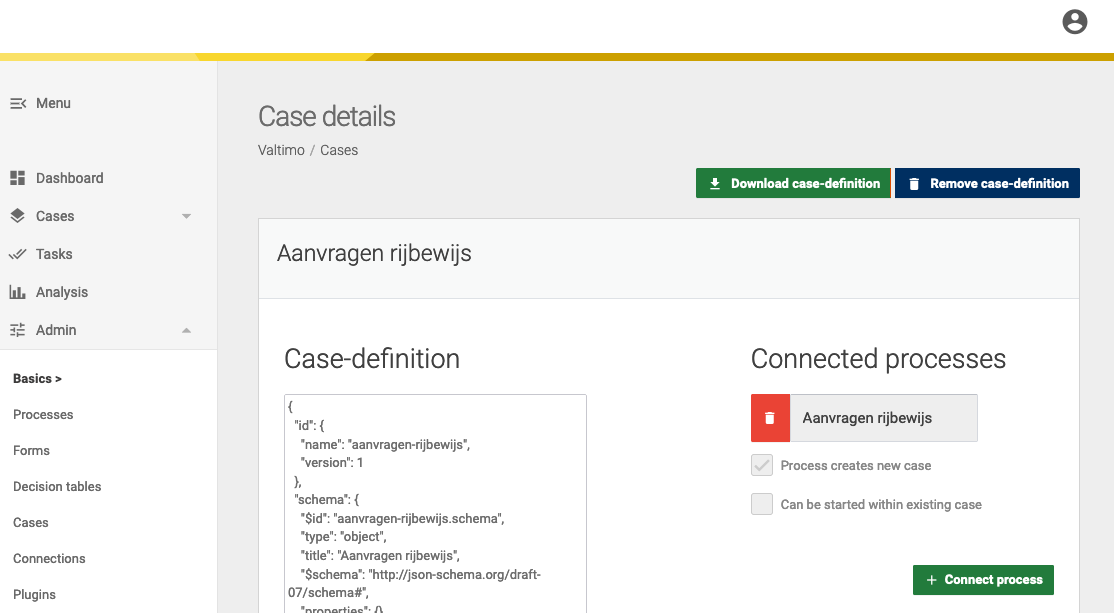 Menu
Case details
Valtimo / Cases
Dashboard
Download case-definition
Remove case-definition
Cases
Tasks
Aanvragen rijbewijs
Analysis
Admin
Basics >
Processes
Forms
Decision tables
Cases
Connections
Plugins
Case-definition
{
"id": {
"name": "aanvragen-rijbewijs",
"version": 1
},
"schema": {
"$id": "aanvragen-rijbewijs.schema",
"type": "object",
"title": "Aanvragen rijbewijs",
"$schema": "http://json-schema.org/draft-
07/schema#",
"properties": {}
Connected processes
Aanvragen rijbewijs
Process creates new case
Can be started within existing case
+ Connect process